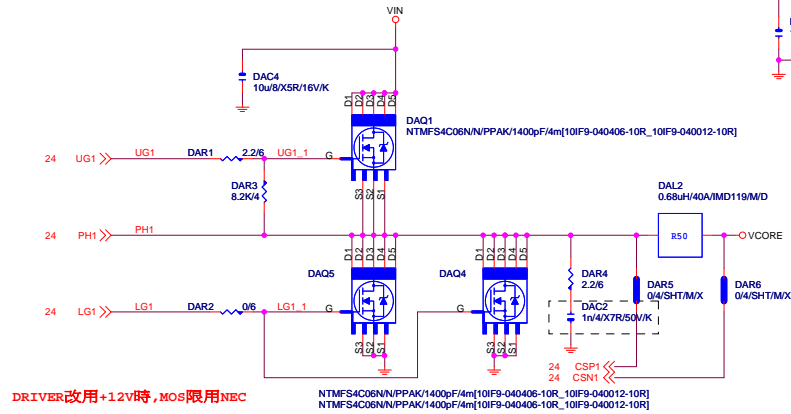 VIN
DAC4
10u/8/X5R/16V/K
D1 D2 D3 D4 D5
DAQ1
NTMFS4C06N/N/PPAK/1400pF/4m[10IF9-040406-10R_10IF9-040012-10R]
24 UG1 UG1 DAR1 2.2/6 UG1_1 G
S3 S2 S1
DAR3
8.2K/4
DAL2
0.68uH/40A/IMD119/M/D
R50
VCORE
24 PH1 PH1
D1 D2 D3 D4 D5
D1 D2 D3 D4 D5
DAQ5
DAQ4
DAR4
2.2/6
DAR5
0/4/SHT/M/X
DAR6
0/4/SHT/M/X
24 LG1 LG1 DAR2 0/6 LG1_1 G
G
DAC2
1n/4/X7R/50V/K
S3 S2 S1
S3 S2 S1
24 CSP1
24 CSN1
DRIVER改用+12V時,MOS限用NEC
NTMFS4C06N/N/PPAK/1400pF/4m[10IF9-040406-10R_10IF9-040012-10R]
NTMFS4C06N/N/PPAK/1400pF/4m[10IF9-040406-10R_10IF9-040012-10R]